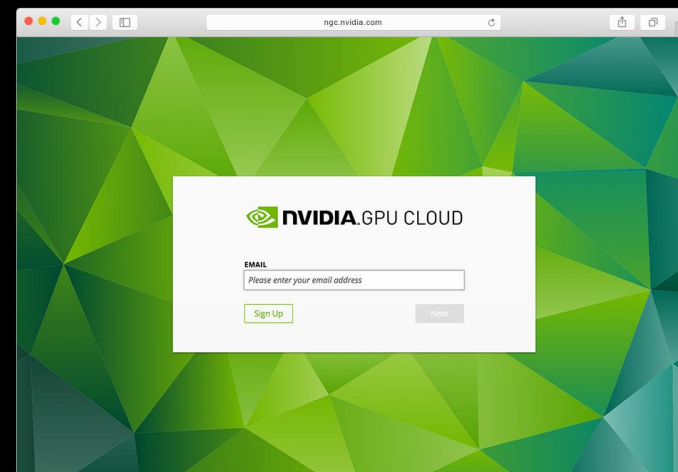 ngc.nvidia.com
NVIDIA.GPU CLOUD
EMAIL
Please enter your email address
Sign Up
Next